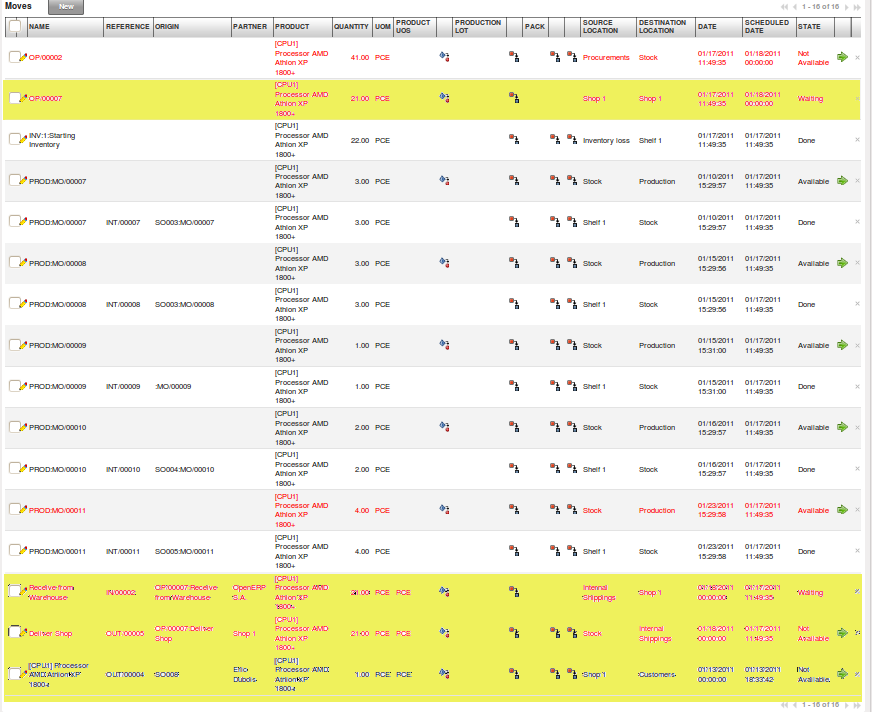 Moves New 1 - 16 of 16
NAME REFERENCE ORIGIN PARTNER PRODUCT QUANTITY UOM PRODUCT UOS PRODUCTION LOT PACK SOURCE LOCATION DESTINATION LOCATION DATE SCHEDULED DATE STATE
OP/00002 [CPU1] Processor AMD Athlon XP 1800+ 41.00 PCE Procurements Stock 01/17/2011 11:49:35 01/18/2011 00:00:00 Not Available
OP/00007 [CPU1] Processor AMD Athlon XP 1800+ 21.00 PCE Shop 1 Shop 1 01/17/2011 11:49:35 01/18/2011 00:00:00 Waiting
INV:1:Starting Inventory [CPU1] Processor AMD Athlon XP 1800+ 22.00 PCE Inventory loss Shelf 1 01/17/2011 11:49:35 01/17/2011 11:49:35 Done
PROD:MO/00007 [CPU1] Processor AMD Athlon XP 1800+ 3.00 PCE Stock Production 01/10/2011 15:29:57 01/17/2011 11:49:35 Available
PROD:MO/00007 INT/00007 SO003:MO/00007 [CPU1] Processor AMD Athlon XP 1800+ 3.00 PCE Shelf 1 Stock 01/10/2011 15:29:57 01/17/2011 11:49:35 Done
PROD:MO/00008 [CPU1] Processor AMD Athlon XP 1800+ 3.00 PCE Stock Production 01/15/2011 15:29:56 01/17/2011 11:49:35 Available
PROD:MO/00008 INT/00008 SO003:MO/00008 [CPU1] Processor AMD Athlon XP 1800+ 3.00 PCE Shelf 1 Stock 01/15/2011 15:29:56 01/17/2011 11:49:35 Done
PROD:MO/00009 [CPU1] Processor AMD Athlon XP 1800+ 1.00 PCE Stock Production 01/15/2011 15:31:00 01/17/2011 11:49:35 Available
PROD:MO/00009 INT/00009 :MO/00009 [CPU1] Processor AMD Athlon XP 1800+ 1.00 PCE Shelf 1 Stock 01/15/2011 15:31:00 01/17/2011 11:49:35 Done
PROD:MO/00010 [CPU1] Processor AMD Athlon XP 1800+ 2.00 PCE Stock Production 01/16/2011 15:29:57 01/17/2011 11:49:35 Available
PROD:MO/00010 INT/00010 SO004:MO/00010 [CPU1] Processor AMD Athlon XP 1800+ 2.00 PCE Shelf 1 Stock 01/16/2011 15:29:57 01/17/2011 11:49:35 Done
PROD:MO/00011 [CPU1] Processor AMD Athlon XP 1800+ 4.00 PCE Stock Production 01/23/2011 15:29:58 01/17/2011 11:49:35 Available
PROD:MO/00011 INT/00011 SO005:MO/00011 [CPU1] Processor AMD Athlon XP 1800+ 4.00 PCE Shelf 1 Stock 01/23/2011 15:29:58 01/17/2011 11:49:35 Done
Receive from Warehouse IN/00002 OP/00007:Receive from Warehouse OpenERP S.A. [CPU1] Processor AMD Athlon XP 1800+ 21.00 PCE PCE Internal Shippings Shop 1 00:00:00 01/17/2011 11:49:35 Waiting
Deliver Shop OUT/00005 OP/00007:Deliver Shop Shop 1 [CPU1] Processor AMD Athlon XP 1800+ 21.00 PCE Stock Internal Shippings 01/18/2011 00:00:00 01/17/2011 11:49:35 Not Available
[CPU1] Processor AMD Athlon XP 1800+ OUT/00004 SO008 Dubois [CPU1] Processor AMD Athlon XP 1800+ 1.00 PCE PCE Shop 1 Customers 01/13/2011 00:00:00 01/13/2011 18:33:42 Not Available
1 - 16 of 16